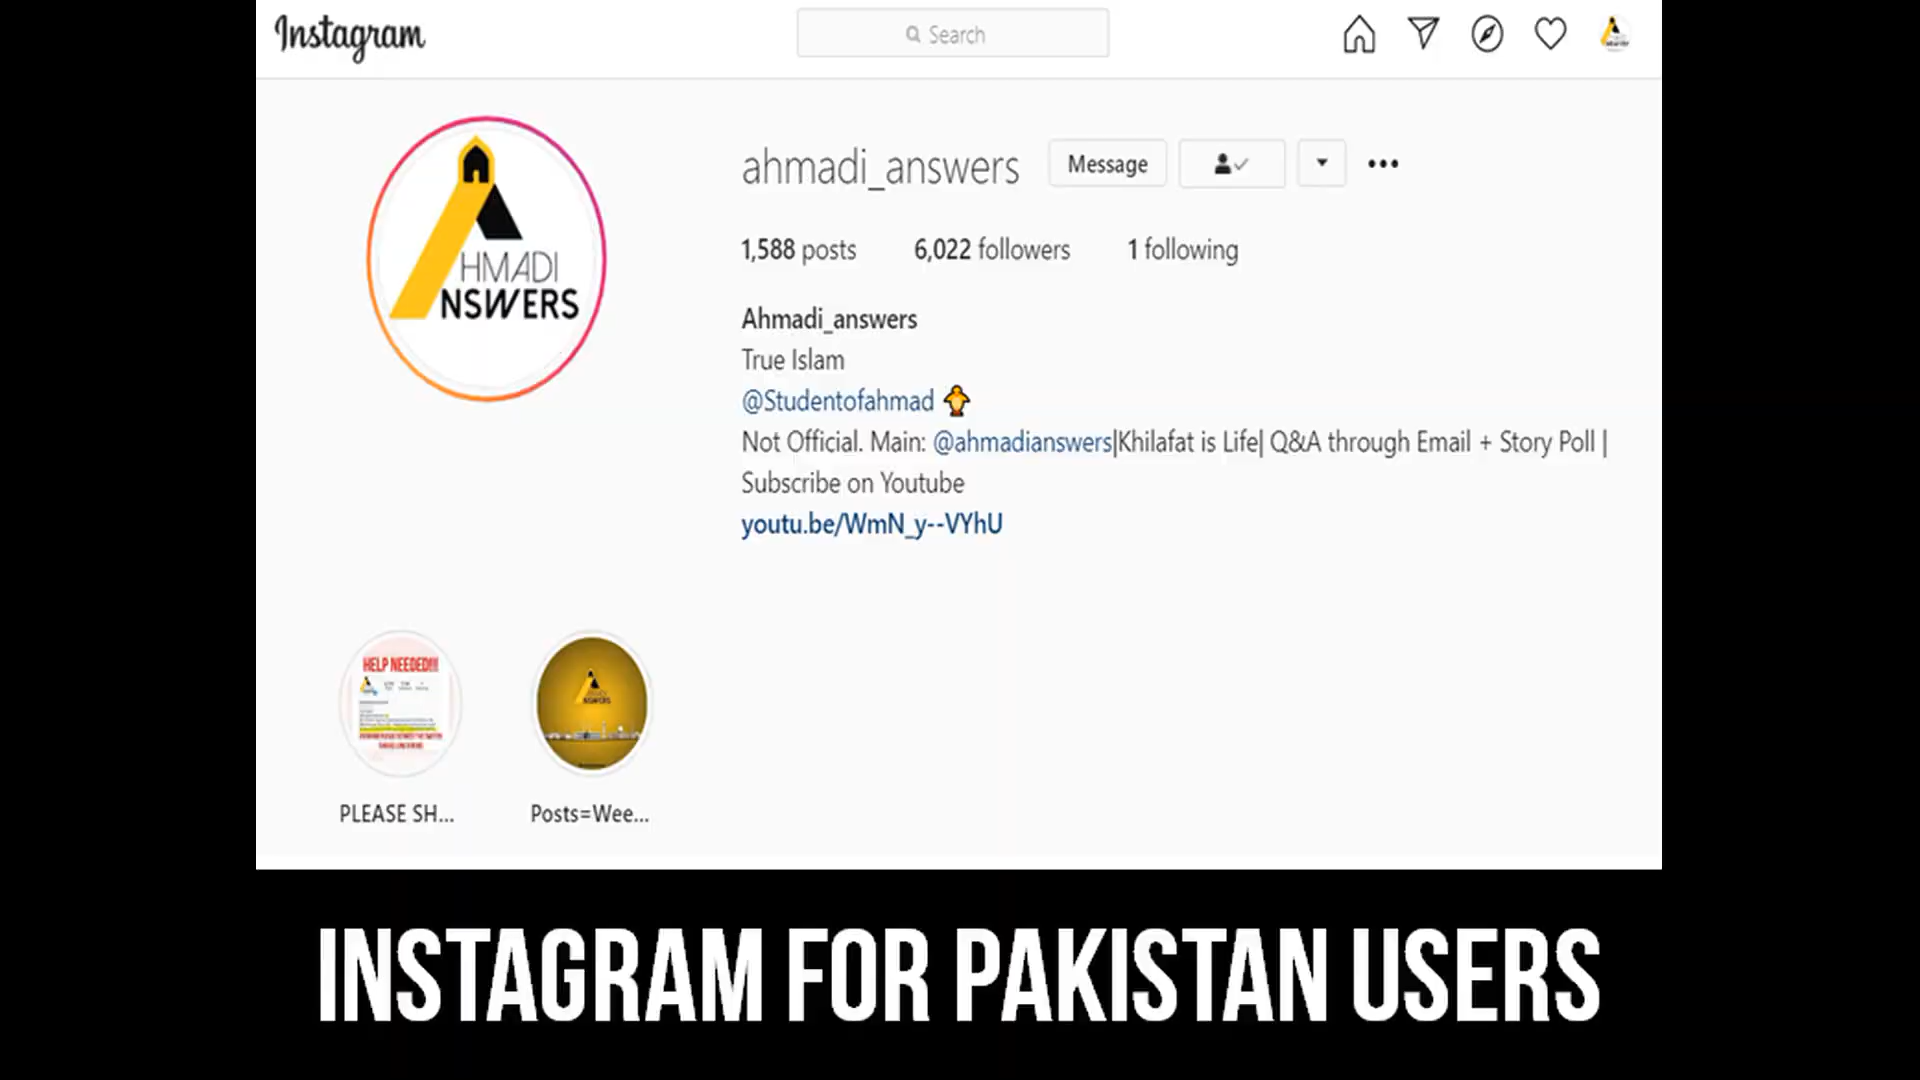 Instagram
Search
ahmadi_answers Message
1,588 posts 6,022 followers 1 following
HMADI
NSWERS
Ahmadi_answers
True Islam
@Studentofahmad
Not Official. Main: @ahmadianswers|Khilafat is Life| Q&A through Email + Story Poll |
Subscribe on Youtube
youtu.be/WmN_y--VYhU
HELP NEEDED!!!
NSWERS
PLEASE SH... Posts=Wee...
INSTAGRAM FOR PAKISTAN USERS